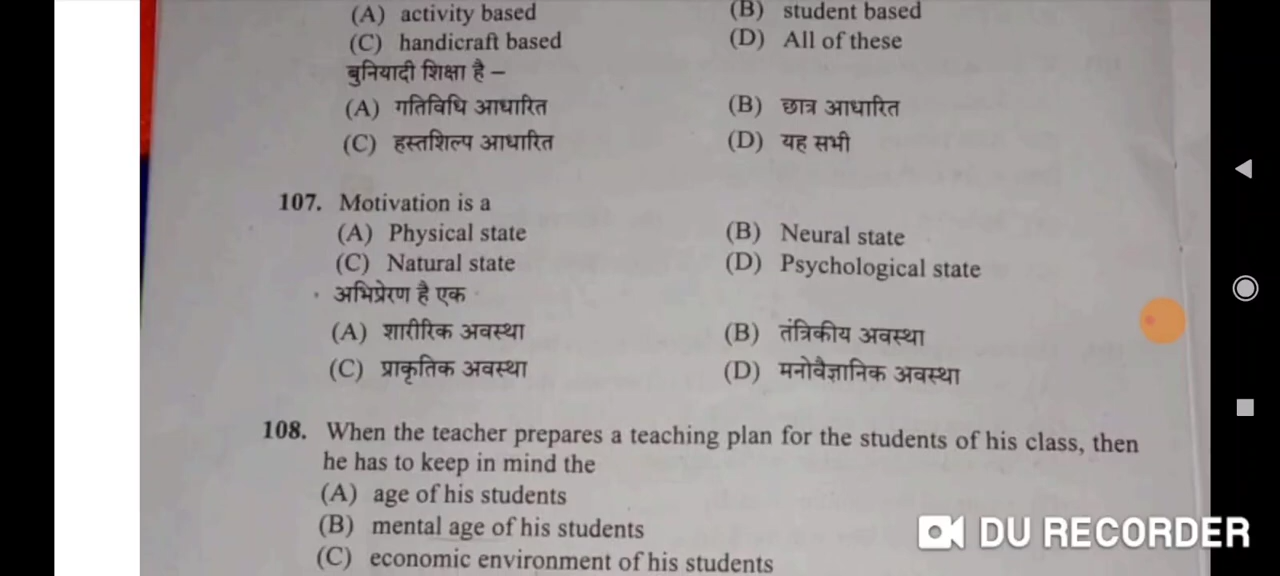 (A) activity based (B) student based
(C) handicraft based (D) All of these
बुनियादी शिक्षा है –
(A) गतिविधि आधारित (B) छात्र आधारित
(C) हस्तशिल्प आधारित (D) यह सभी
107. Motivation is a
(A) Physical state (B) Neural state
(C) Natural state (D) Psychological state
अभिप्रेरण है एक
(A) शारीरिक अवस्था (B) तंत्रिकीय अवस्था
(C) प्राकृतिक अवस्था (D) मनोवैज्ञानिक अवस्था
108. When the teacher prepares a teaching plan for the students of his class, then
he has to keep in mind the
(A) age of his students
(B) mental age of his students
(C) economic environment of his students
DU RECORDER